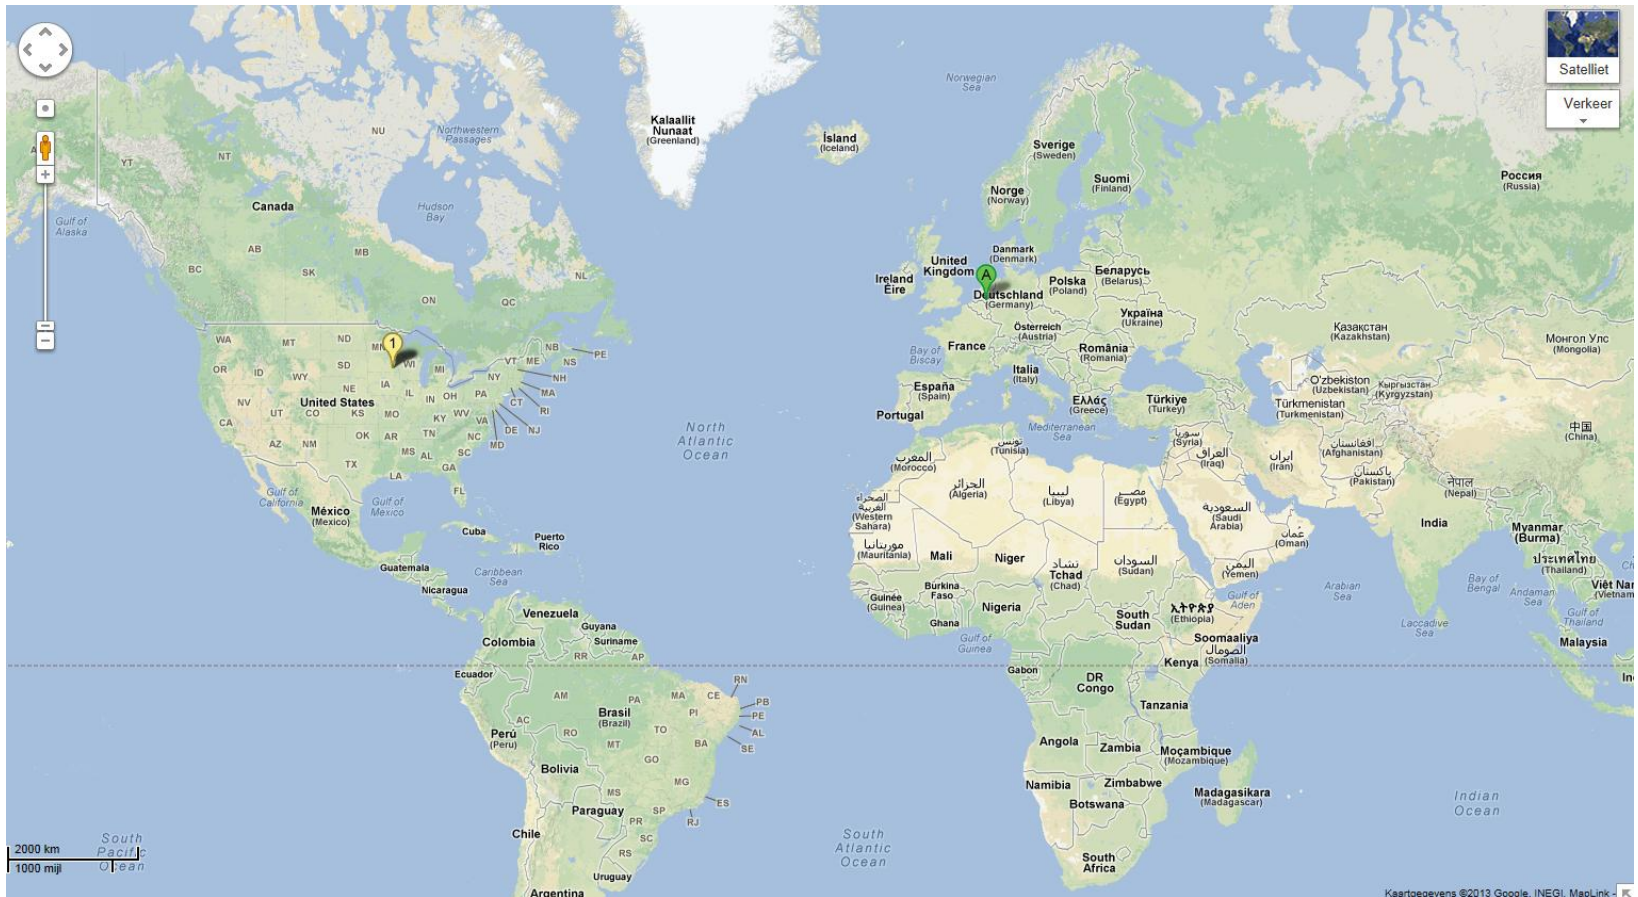 Satelliet
Verkeer
Norwegian
Sea
Kalaallit
Nunaat
(Greenland)
Ísland
(Iceland)
Sverige
(Sweden)
Suomi
(Finland)
Norge
(Norway)
Россия
(Russia)
NU
Northwestern
Passages
YT
NT
Canada
Hudson
Bay
Gulf of
Alaska
AB
MB
BC
SK
NL
ON
QC
Danmark
(Denmark)
United
Kingdom
Ireland
Éire
A
Deutschland
(Germany)
Polska
(Poland)
Беларусь
(Belarus)
Україна
(Ukraine)
Österreich
(Austria)
France
Bay of
Biscay
România
(Romania)
Italia
(Italy)
España
(Spain)
Portugal
Ελλάς
(Greece)
Türkiye
(Turkey)
Mediterranean
Sea
Қазақстан
(Kazakhstan)
Монгол Улс
(Mongolia)
O'zbekiston
(Uzbekistan)
Кыргызстан
(Kyrgyzstan)
Türkmenistan
(Turkmenistan)
中国
(China)
WA
MT
ND
1
WI
MI
VT
ME
NB
NS
PE
OR
ID
WY
SD
NY
NH
NE
IA
IL
IN
OH
PA
CT
MA
RI
NV
UT
CO
United States
KS
MO
KY
WV
VA
DE
NJ
MD
CA
AZ
NM
OK
AR
TN
NC
MS
AL
SC
GA
TX
LA
FL
Gulf of
California
Gulf of
Mexico
México
(Mexico)
Cuba
Puerto
Rico
Guatemala
Caribbean
Sea
Nicaragua
North
Atlantic
Ocean
تونس
(Tunisia)
المغرب
(Morocco)
الجزائر
(Algeria)
ليبيا
(Libya)
مصر
(Egypt)
سوريا
(Syria)
العراق
(Iraq)
ایران
(Iran)
افغانستان
(Afghanistan)
پاکستان
(Pakistan)
नेपाल
(Nepal)
الصحراء
الغربية
(Western
Sahara)
السعودية
(Saudi
Arabia)
عُمان
(Oman)
India
Myanmar
(Burma)
موريتانيا
(Mauritania)
Mali
Niger
تشاد
Tchad
(Chad)
السودان
(Sudan)
اليمن
(Yemen)
ประเทศไทย
(Thailand)
Arabian
Sea
Bay of
Bengal
Andaman
Sea
Việt Nam
(Vietnam)
Gulf of
Thailand
Guinée
(Guinea)
Burkina
Faso
Ghana
Nigeria
South
Sudan
ኢትዮጵያ
(Ethiopia)
Gulf of
Aden
Laccadive
Sea
Malaysia
Gulf of
Guinea
Soomaaliya
الصومال
(Somalia)
Kenya
Gabon
DR
Congo
Tanzania
Venezuela
Guyana
Suriname
Colombia
RR
AP
Ecuador
AM
PA
MA
CE
RN
PB
PE
AL
SE
Brasil
(Brazil)
PI
TO
BA
AC
RO
MT
GO
Perú
(Peru)
Bolivia
MG
MS
ES
Paraguay
SP
RJ
PR
SC
RS
Chile
Uruguay
Argentina
Angola
Zambia
Moçambique
(Mozambique)
Namibia
Zimbabwe
Botswana
Madagasikara
(Madagascar)
South
Africa
Indian
Ocean
South
Atlantic
Ocean
South
Pacific
Ocean
2000 km
1000 mijl
Kaartgegevens ©2013 Google, INEGI, MapLink -